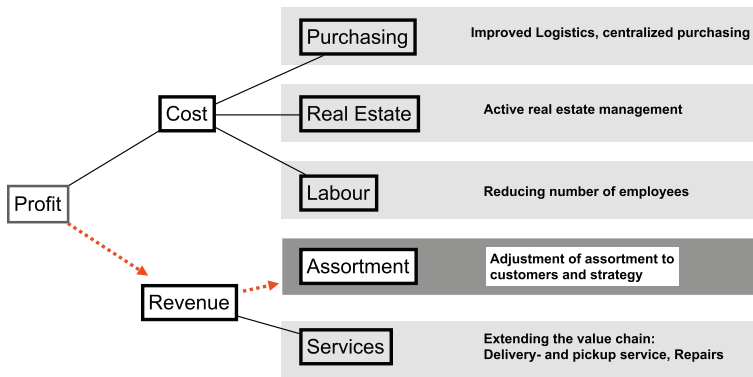 Purchasing
Improved Logistics, centralized purchasing
Cost
Real Estate
Active real estate management
Labour
Reducing number of employees
Profit
Assortment
Adjustment of assortment to
customers and strategy
Revenue
Services
Extending the value chain:
Delivery- and pickup service, Repairs